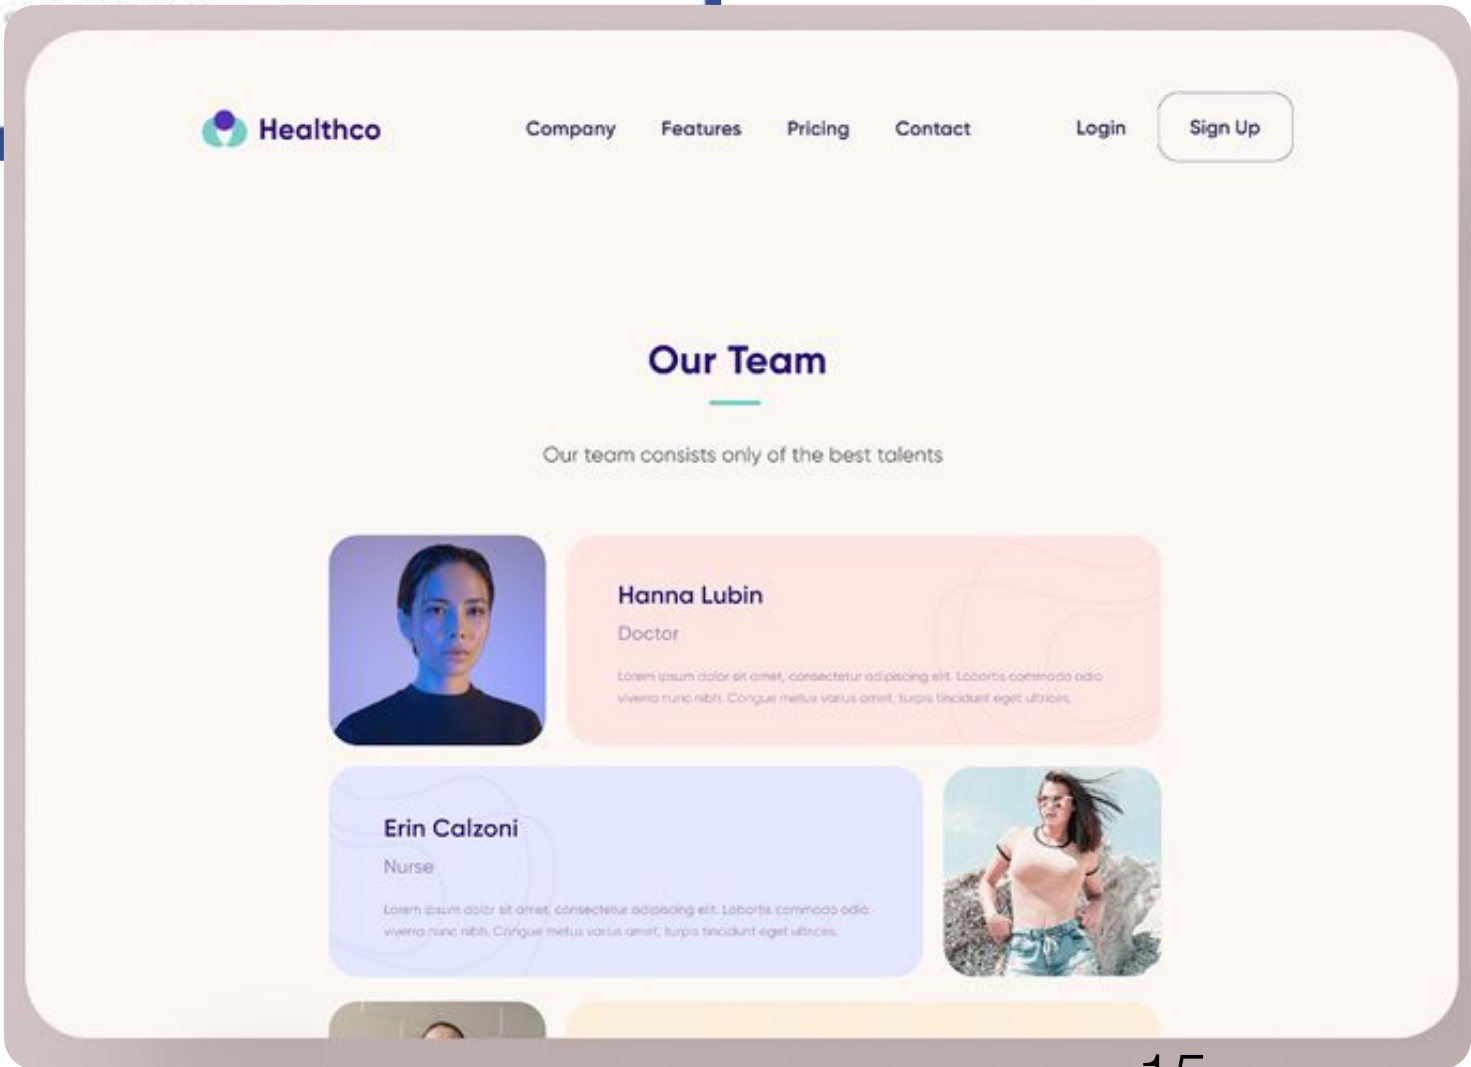 Healthco
Company Features Pricing Contact Login Sign Up
Our Team
Our team consists only of the best talents
Hanna Lubin
Doctor
Lorem ipsum dolor sit amet, consectetur adipiscing elit. Lobortis commodo odio
viverra nunc nibh. Congue metus varius amet, turpis tincidunt eget ultrices.
Erin Calzoni
Nurse
Lorem ipsum dolor sit amet, consectetur adipiscing elit. Lobortis commodo odio
viverra nunc nibh. Congue metus varius amet, turpis tincidunt eget ultrices.
15